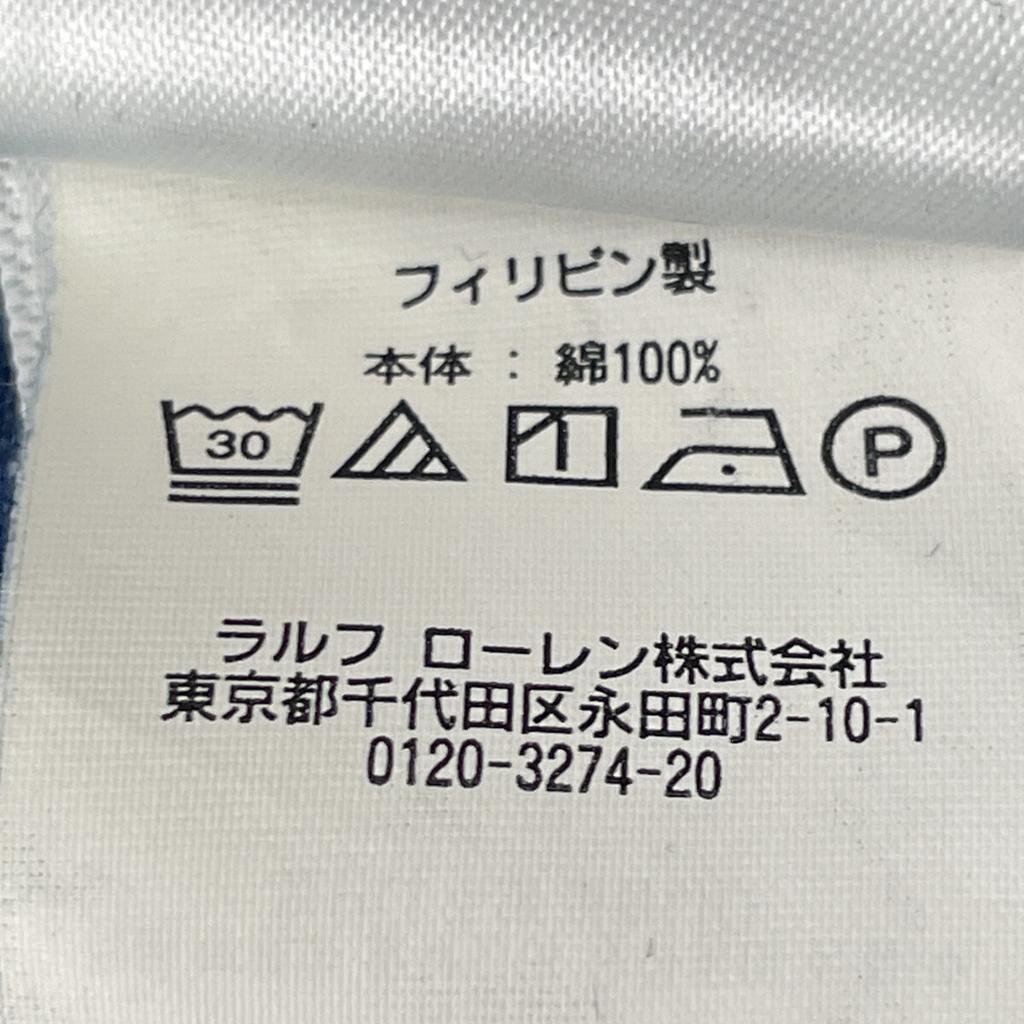 フィリピン製
本体 : 綿100%
30 P
ラルフ ローレン株式会社
東京都千代田区永田町2-10-1
0120-3274-20